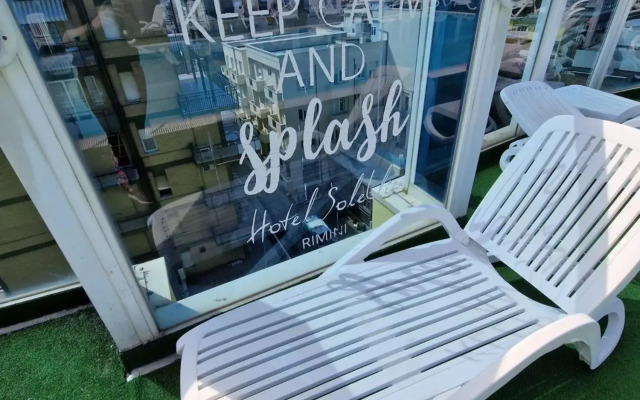 KEEP CALM
AND
splash
Hotel Soleblu
RIMINI